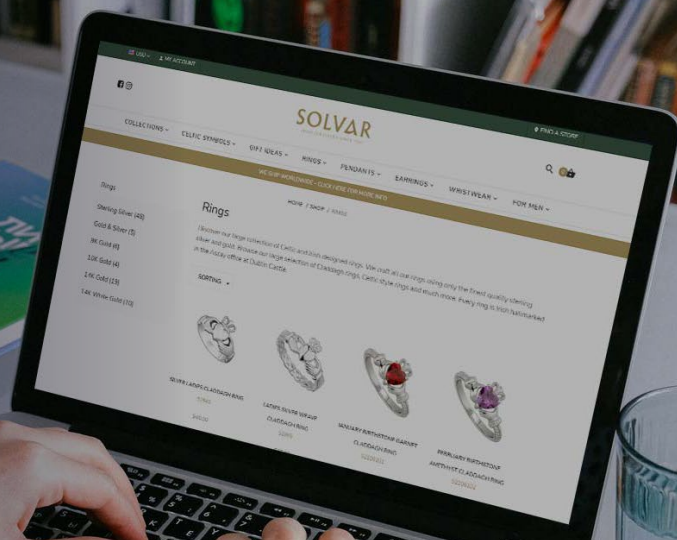 USD
MY ACCOUNT
FIND A STORE
SOLVAR
COLLECTIONS
CELTIC SYMBOLS
GIFT IDEAS
RINGS
PENDANTS
EARRINGS
WRISTWEAR
FOR MEN
WE SHIP WORLDWIDE - CLICK HERE FOR MORE INFO
HOME / SHOP / RINGS
Rings
Sterling Silver (49)
Gold & Silver (5)
9K Gold (6)
10K Gold (4)
14K Gold (19)
14K White Gold (10)
Rings
Discover our large collection of Celtic and Irish designed rings. We craft all our rings using only the finest quality sterling
silver and gold. Browse our large selection of Claddagh rings, Celtic style rings and much more. Every ring is Irish hallmarked
in the Assay office at Dublin Castle.
SORTING
SILVER LADIES CLADDAGH RING
LADIES SILVER WEAVE
CLADDAGH RING
JANUARY BIRTHSTONE GARNET
CLADDAGH RING
FEBRUARY BIRTHSTONE
AMETHYST CLADDAGH RING